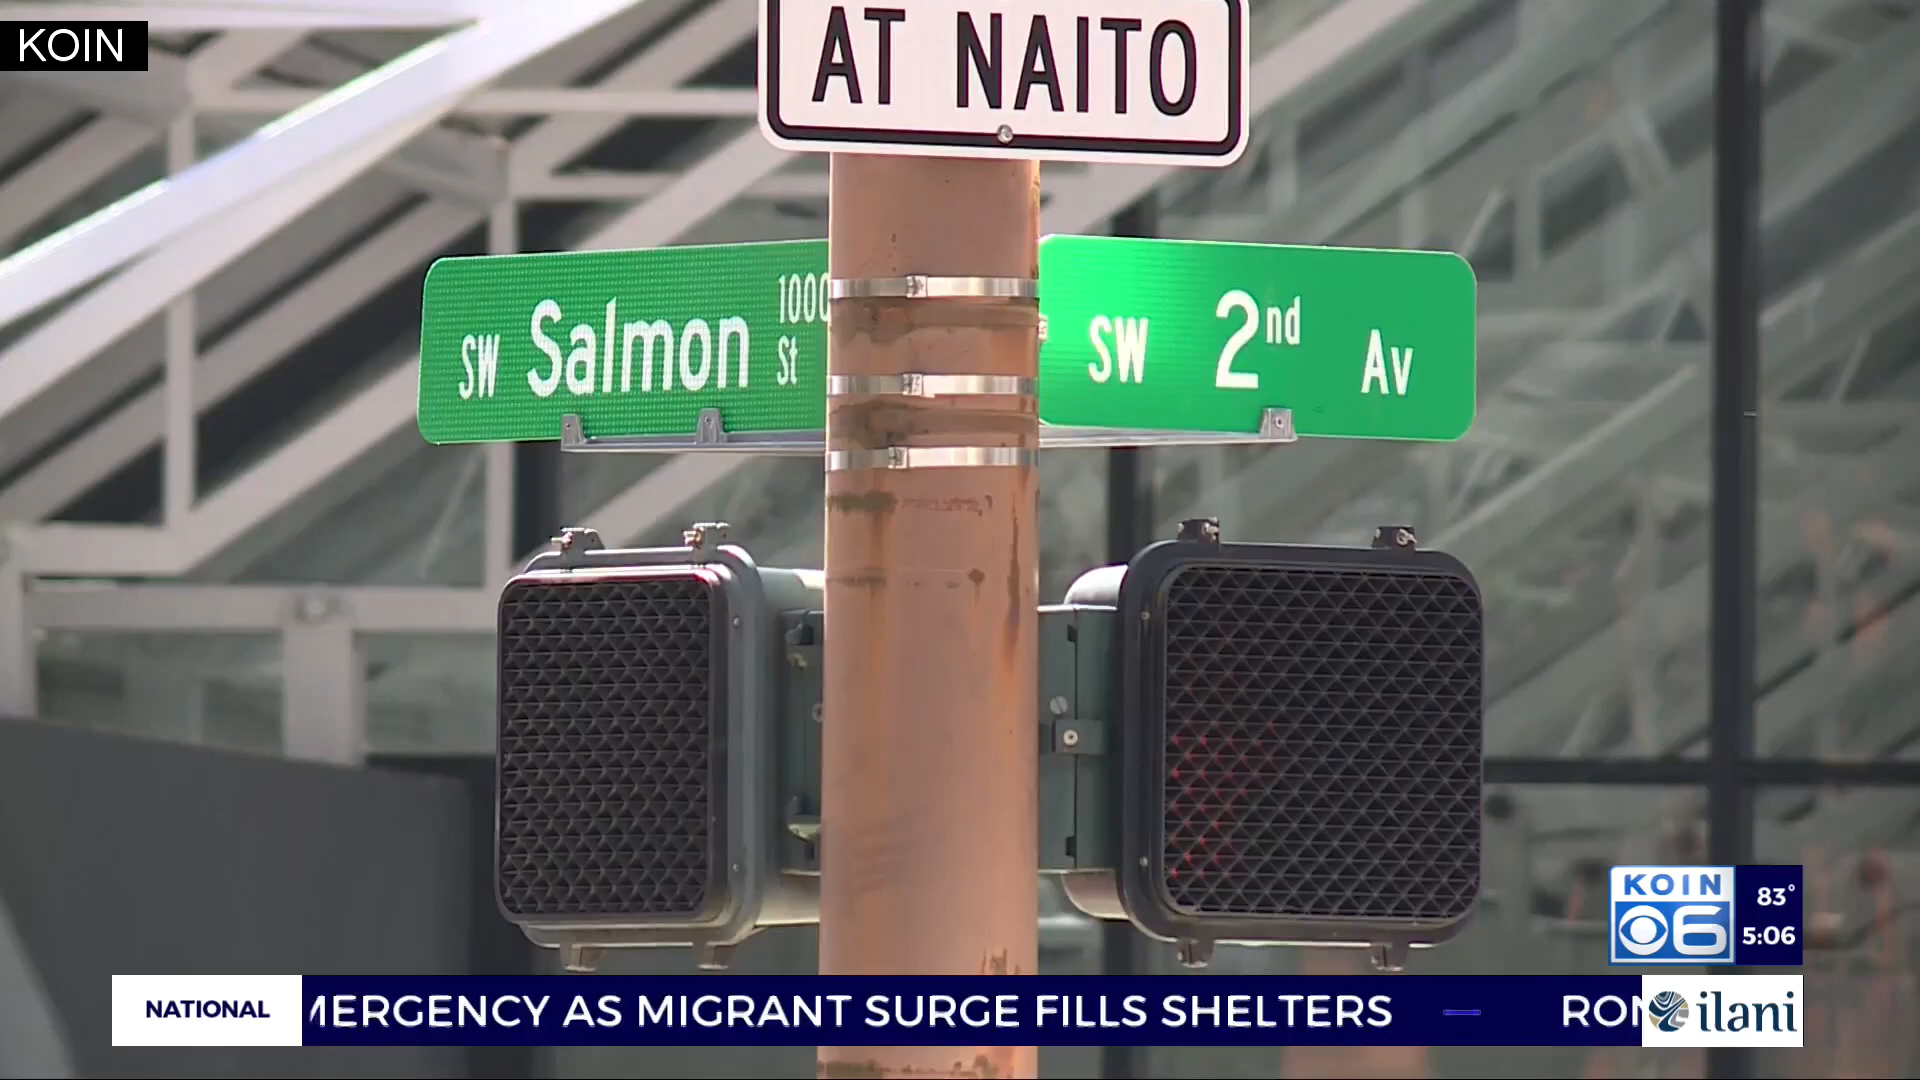 KOIN
AT NAITO
SW Salmon St 1000
SW 2nd Av
KOIN
6
83°
5:06
NATIONAL
MERGENCY AS MIGRANT SURGE FILLS SHELTERS — RON
ilani